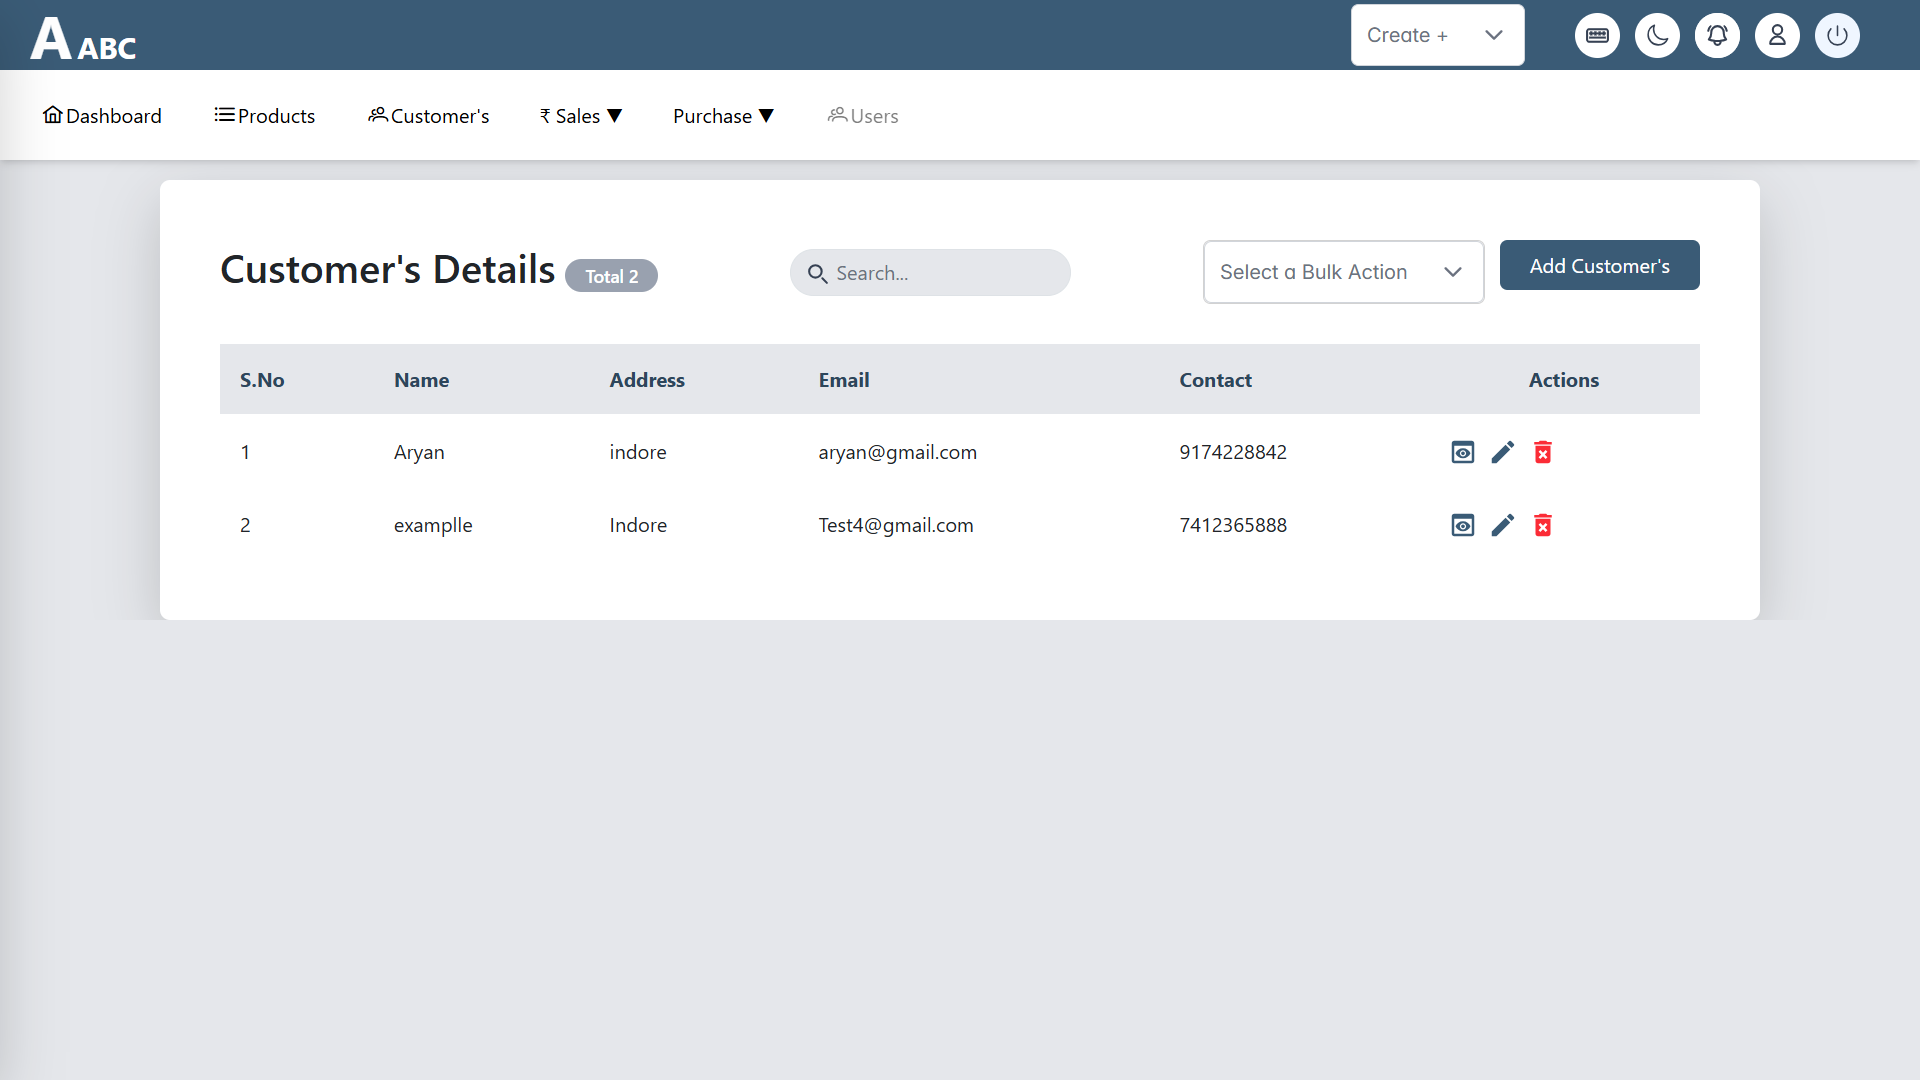 A ABC
Create +
Dashboard Products Customer's ₹ Sales ▼ Purchase ▼ Users
Customer's Details Total 2 Search... Select a Bulk Action Add Customer's
S.No Name Address Email Contact Actions
1 Aryan indore aryan@gmail.com 9174228842
2 examplle Indore Test4@gmail.com 7412365888